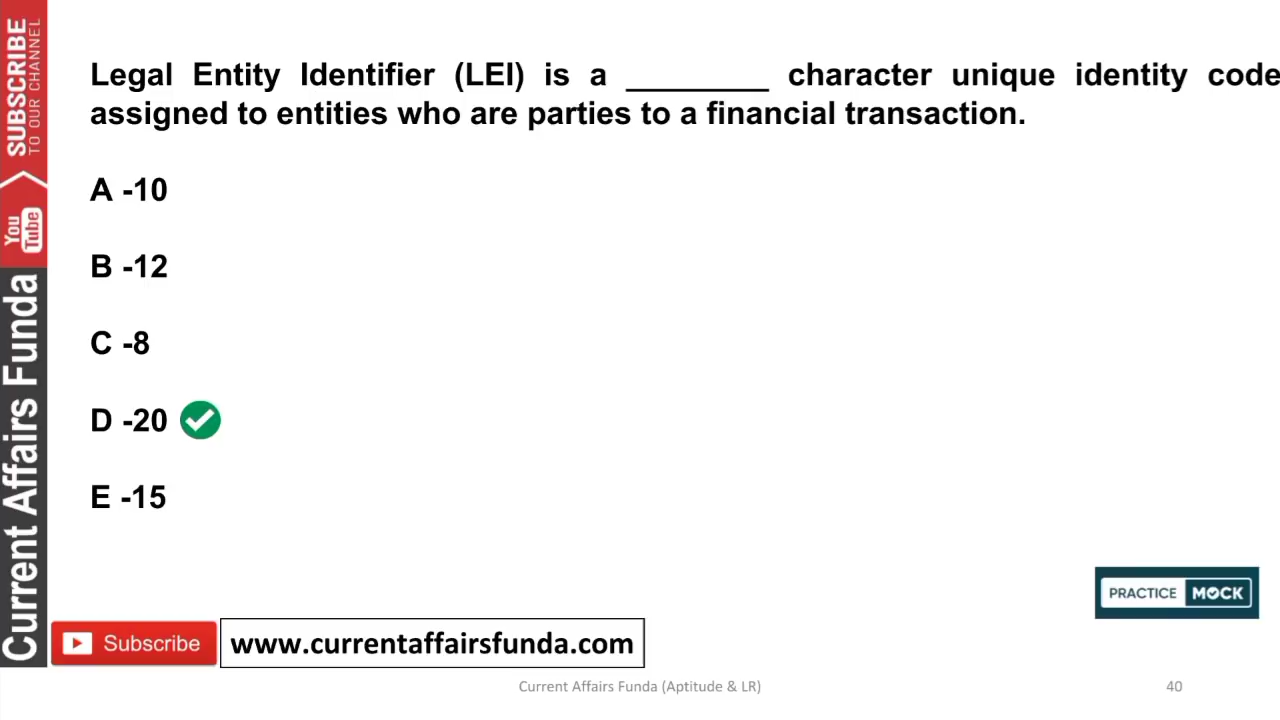 SUBSCRIBE
TO OUR CHANNEL
You
Tube
Current Affairs Funda
Legal Entity Identifier (LEI) is a ________ character unique identity code
assigned to entities who are parties to a financial transaction.
A -10
B -12
C -8
D -20
E -15
PRACTICE MOCK
Subscribe
www.currentaffairsfunda.com
Current Affairs Funda (Aptitude & LR)
40